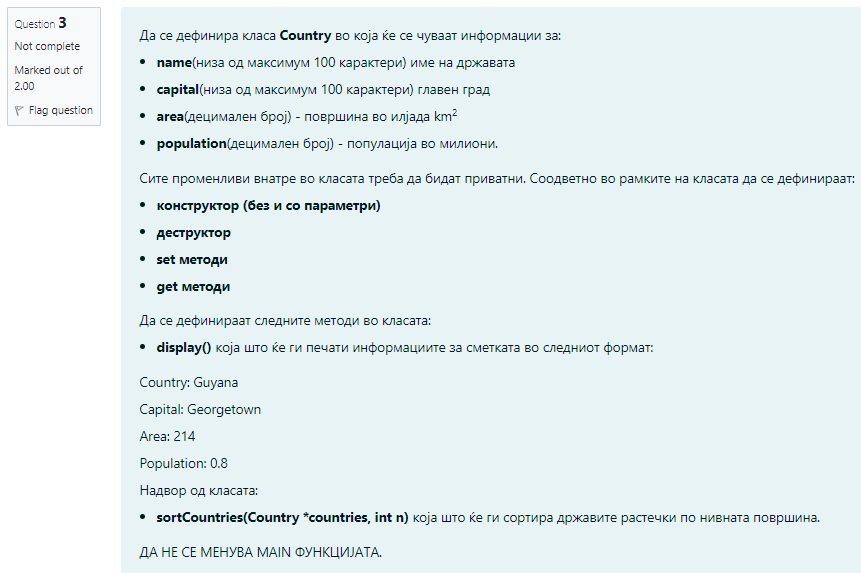 Question 3
Not complete
Marked out of
2.00
Flag question
Да се дефинира класа Country во која ќе се чуваат информации за:
• name(низа од максимум 100 карактери) име на државата
• capital(низа од максимум 100 карактери) главен град
• area(децимален број) - површина во илјада km²
• population(децимален број) - популација во милиони.
Сите променливи внатре во класата треба да бидат приватни. Соодветно во рамките на класата да се дефинираат:
• конструктор (без и со параметри)
• деструктор
• set методи
• get методи
Да се дефинираат следните методи во класата:
• display() која што ќе ги печати информациите за сметката во следниот формат:
Country: Guyana
Capital: Georgetown
Area: 214
Population: 0.8
Надвор од класата:
• sortCountries(Country *countries, int n) која што ќе ги сортира државите растечки по нивната површина.
ДА НЕ СЕ МЕНУВА MAIN ФУНКЦИЈАТА.